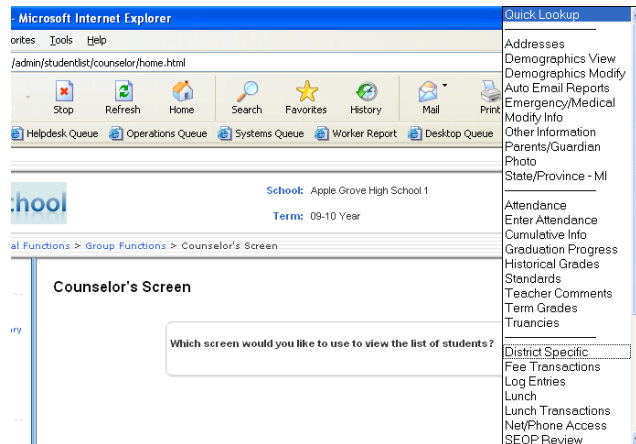 - Microsoft Internet Explorer
orites Tools Help
/admin/studentlist/counselor/home.html
Stop Refresh Home Search Favorites History Mail Print
Helpdesk Queue Operations Queue Systems Queue Worker Report Desktop Queue
School: Apple Grove High School 1
chool
Term: 09-10 Year
al Functions > Group Functions > Counselor's Screen
Counselor's Screen
ory
Which screen would you like to use to view the list of students?
Quick Lookup
Addresses
Demographics View
Demographics Modify
Auto Email Reports
Emergency/Medical
Modify Info
Other Information
Parents/Guardian
Photo
State/Province - MI
Attendance
Enter Attendance
Cumulative Info
Graduation Progress
Historical Grades
Standards
Teacher Comments
Term Grades
Truancies
District Specific
Fee Transactions
Log Entries
Lunch
Lunch Transactions
Net/Phone Access
SEOP Review